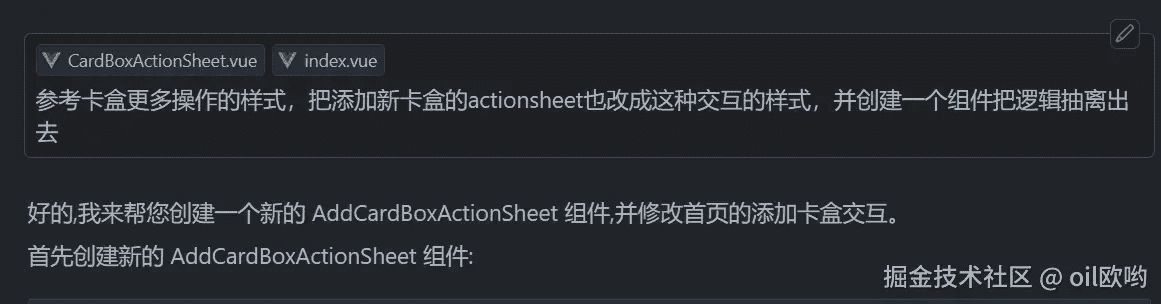 CardBoxActionSheet.vue index.vue
参考卡盒更多操作的样式，把添加新卡盒的actionsheet也改成这种交互的样式，并创建一个组件把逻辑抽离出
去
好的,我来帮您创建一个新的 AddCardBoxActionSheet 组件,并修改首页的添加卡盒交互。
首先创建新的 AddCardBoxActionSheet 组件:
掘金技术社区 @ oil欧哟